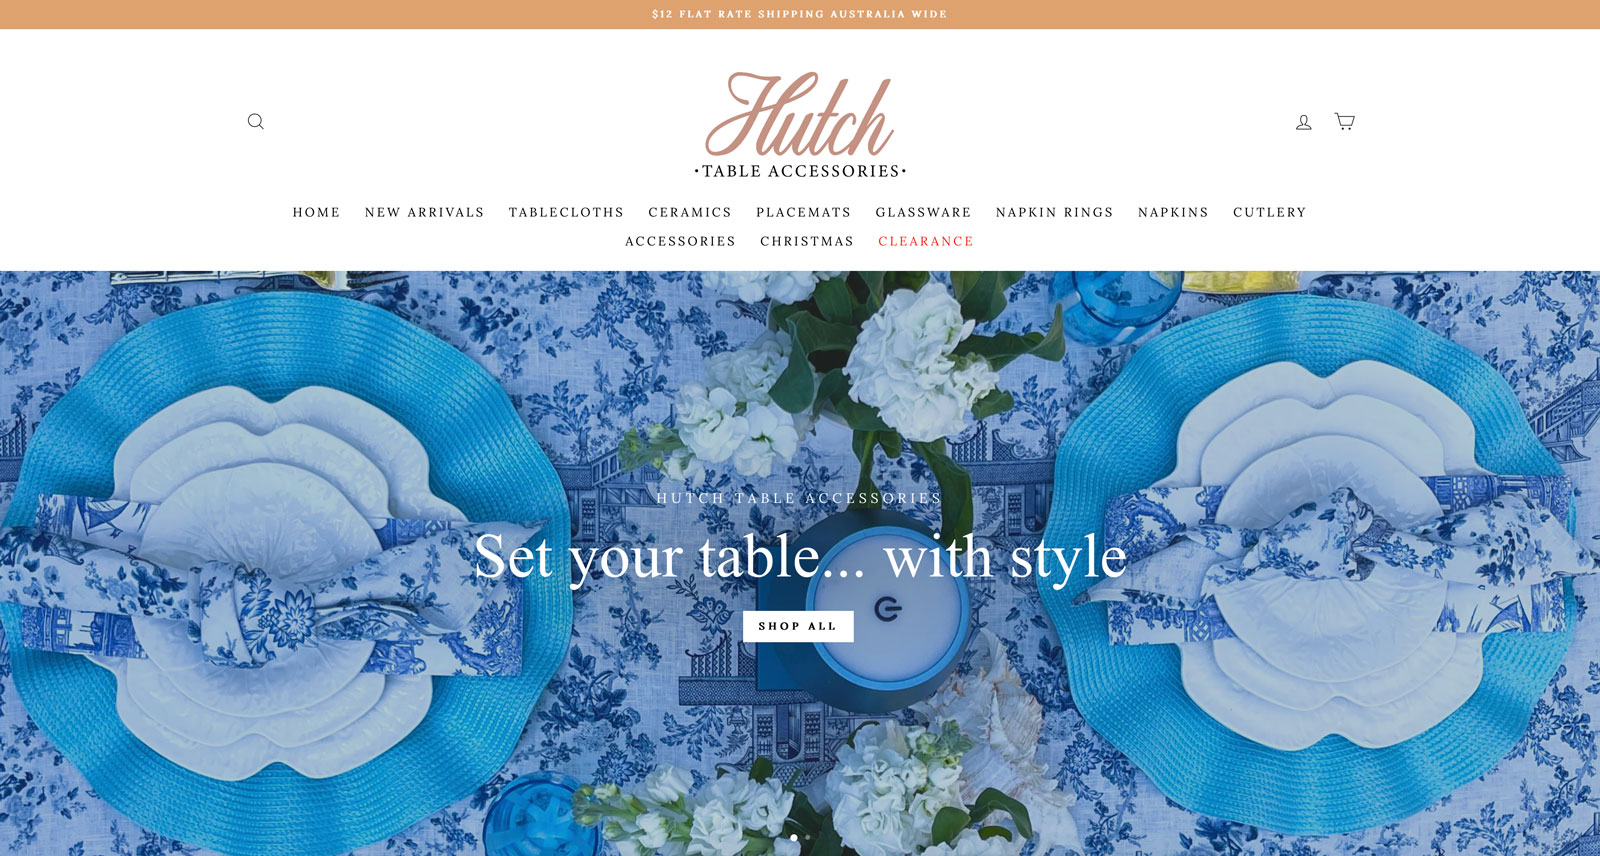 $12 FLAT RATE SHIPPING AUSTRALIA WIDE
Hutch
•TABLE ACCESSORIES•
HOME NEW ARRIVALS TABLECLOTHS CERAMICS PLACEMATS GLASSWARE NAPKIN RINGS NAPKINS CUTLERY
ACCESSORIES CHRISTMAS CLEARANCE
HUTCH TABLE ACCESSORIES
Set your table... with style
SHOP ALL